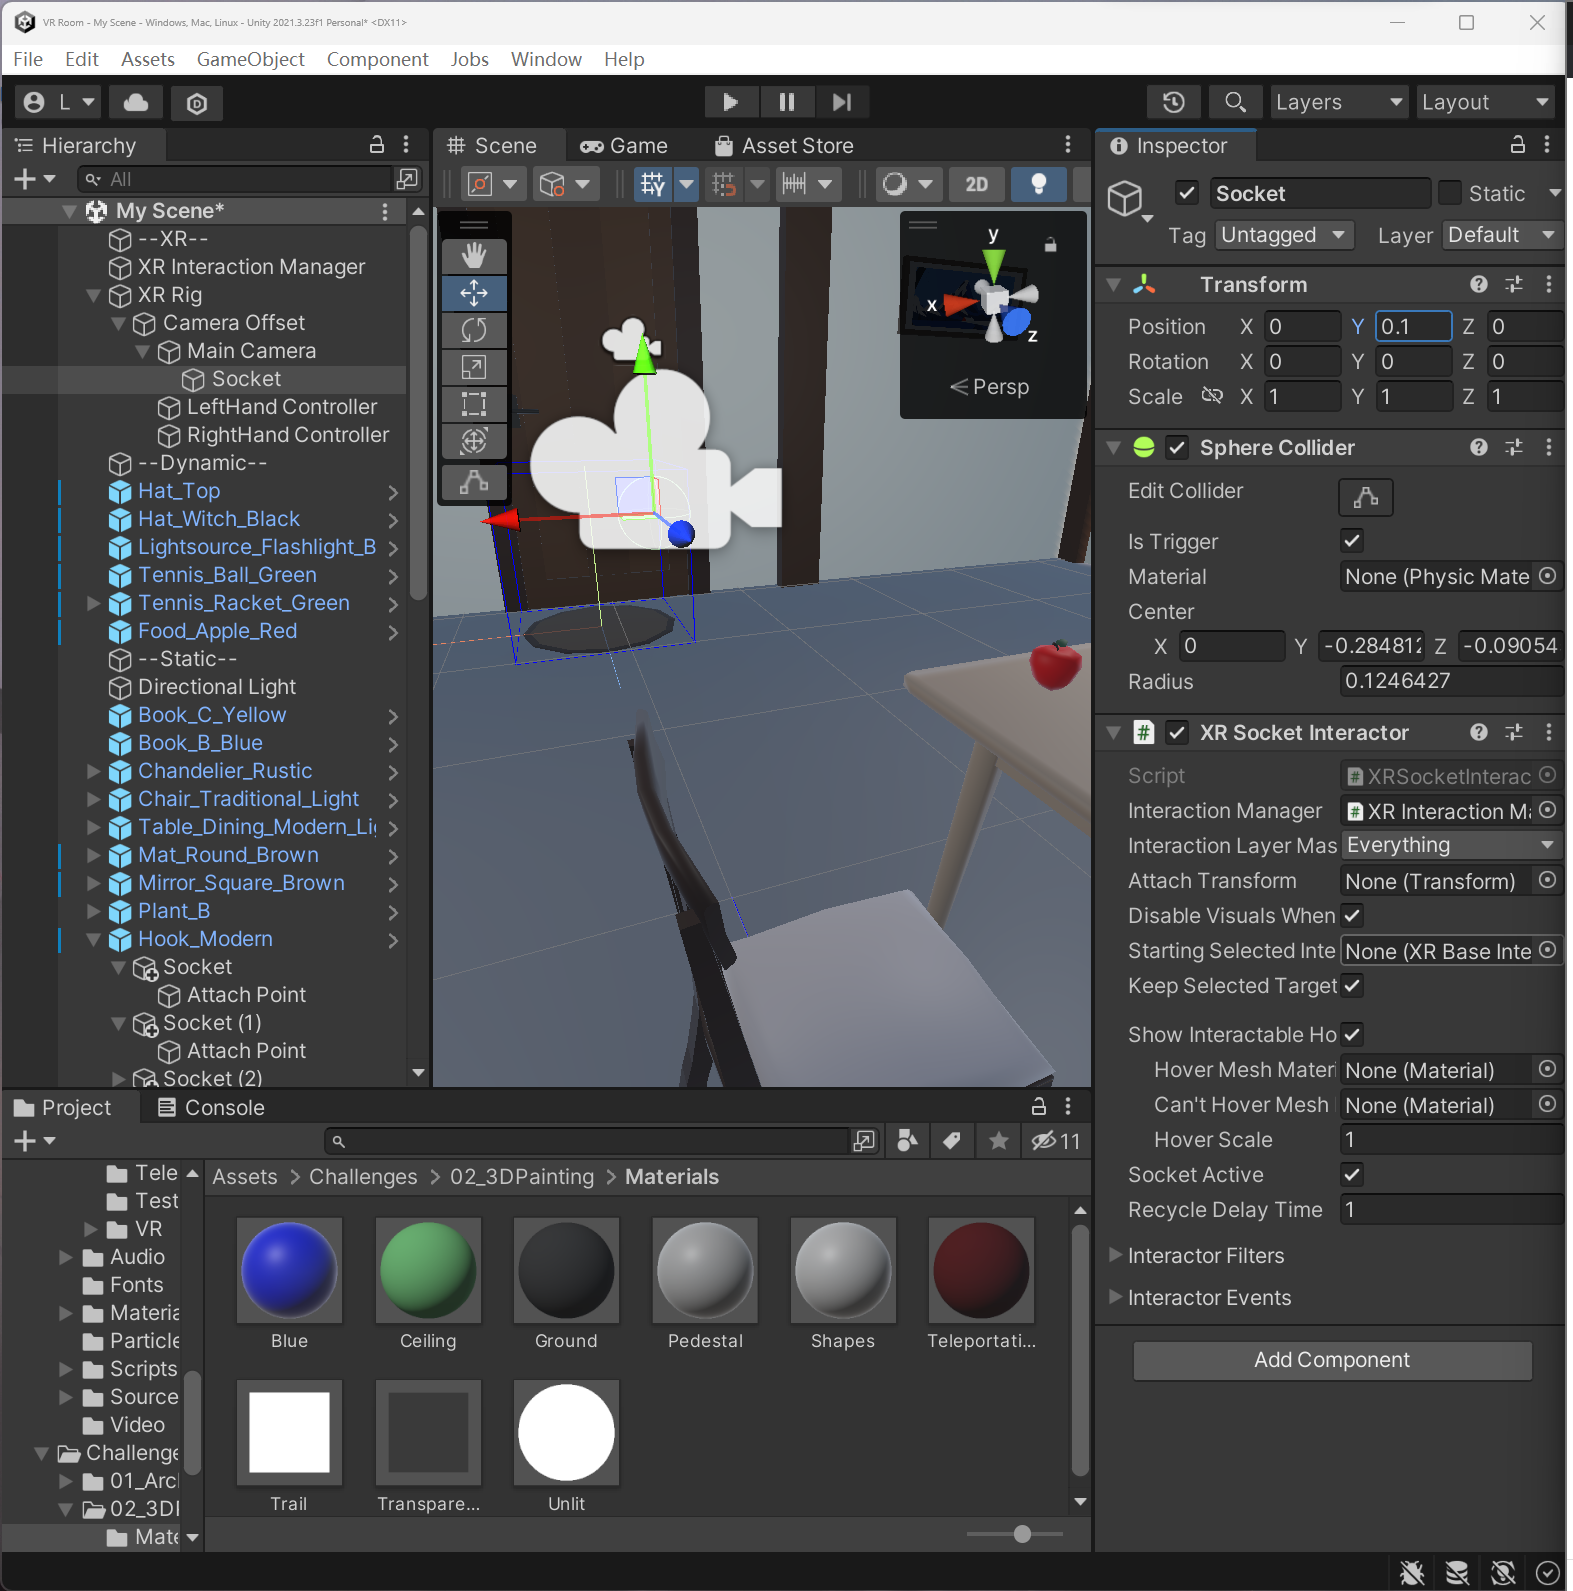 VR Room - My Scene - Windows, Mac, Linux - Unity 2021.3.23f1 Personal* <DX11>
File Edit Assets GameObject Component Jobs Window Help
L Layers Layout
Hierarchy
All
My Scene*
--XR--
XR Interaction Manager
XR Rig
Camera Offset
Main Camera
Socket
LeftHand Controller
RightHand Controller
--Dynamic--
Hat_Top
Hat_Witch_Black
Lightsource_Flashlight_B
Tennis_Ball_Green
Tennis_Racket_Green
Food_Apple_Red
--Static--
Directional Light
Book_C_Yellow
Book_B_Blue
Chandelier_Rustic
Chair_Traditional_Light
Table_Dining_Modern_Li
Mat_Round_Brown
Mirror_Square_Brown
Plant_B
Hook_Modern
Socket
Attach Point
Socket (1)
Attach Point
Socket (2)
Scene Game Asset Store
2D
y
x
z
Persp
Inspector
Socket Static
Tag Untagged Layer Default
Transform
Position X 0 Y 0.1 Z 0
Rotation X 0 Y 0 Z 0
Scale X 1 Y 1 Z 1
Sphere Collider
Edit Collider
Is Trigger
Material None (Physic Mate
Center
X 0 Y -0.284812 Z -0.09054
Radius 0.1246427
XR Socket Interactor
Script XRSocketInterac
Interaction Manager XR Interaction Ma
Interaction Layer Mas Everything
Attach Transform None (Transform)
Disable Visuals When
Starting Selected Inte None (XR Base Inte
Keep Selected Target
Show Interactable Ho
Hover Mesh Mater None (Material)
Can't Hover Mesh None (Material)
Hover Scale 1
Socket Active
Recycle Delay Time 1
Interactor Filters
Interactor Events
Add Component
Project Console
11
Tele
Test
VR
Audio
Fonts
Materia
Particle
Scripts
Source
Video
Challenge
01_Arc
02_3D
Mate
Assets > Challenges > 02_3DPainting > Materials
Blue Ceiling Ground Pedestal Shapes Teleportati...
Trail Transpare... Unlit